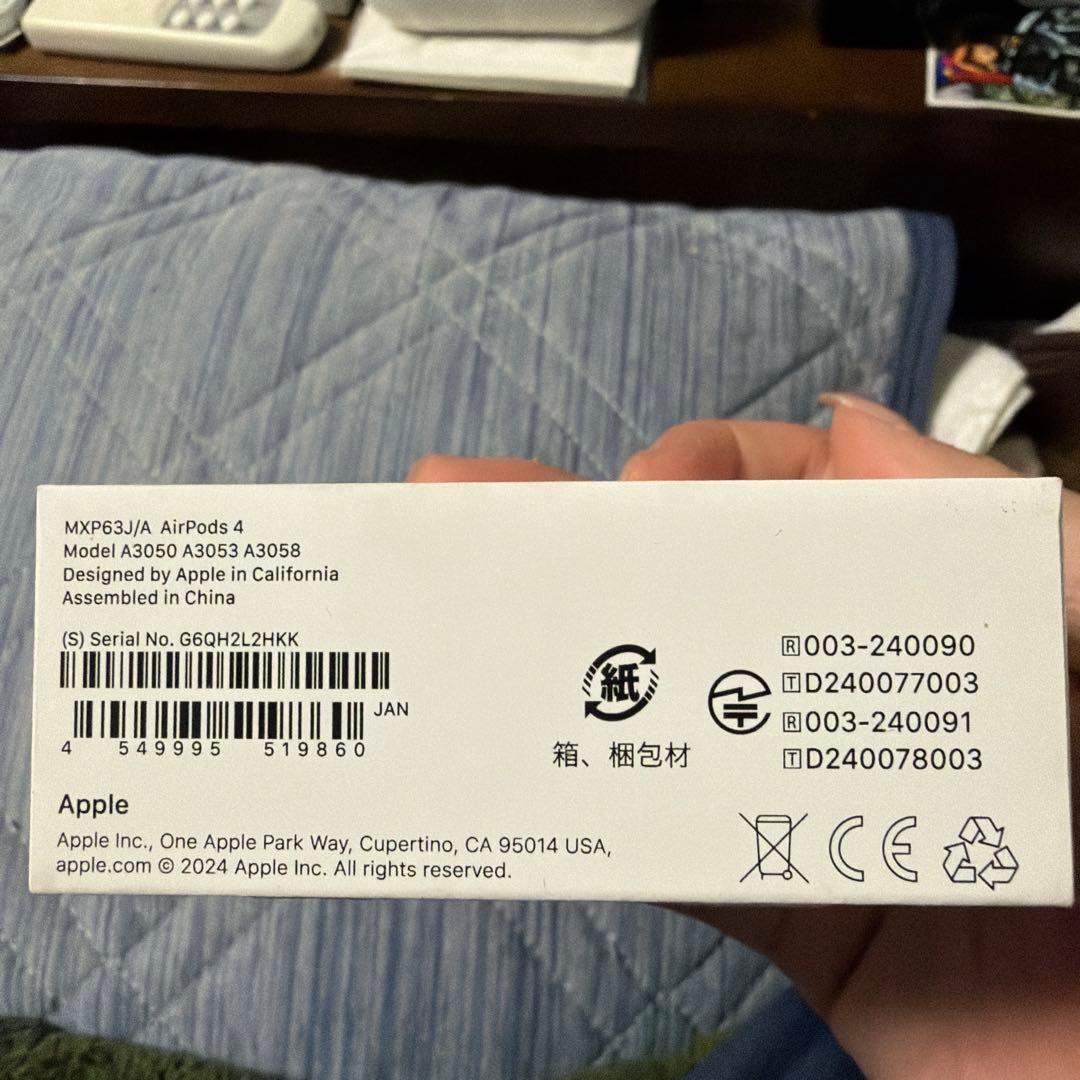 MXP63J/A AirPods 4
Model A3050 A3053 A3058
Designed by Apple in California
Assembled in China
(S) Serial No. G6QH2L2HKK
JAN
4 549995 519860
紙
箱、梱包材
R003-240090
TD240077003
R003-240091
TD240078003
Apple
Apple Inc., One Apple Park Way, Cupertino, CA 95014 USA,
apple.com © 2024 Apple Inc. All rights reserved.
CE